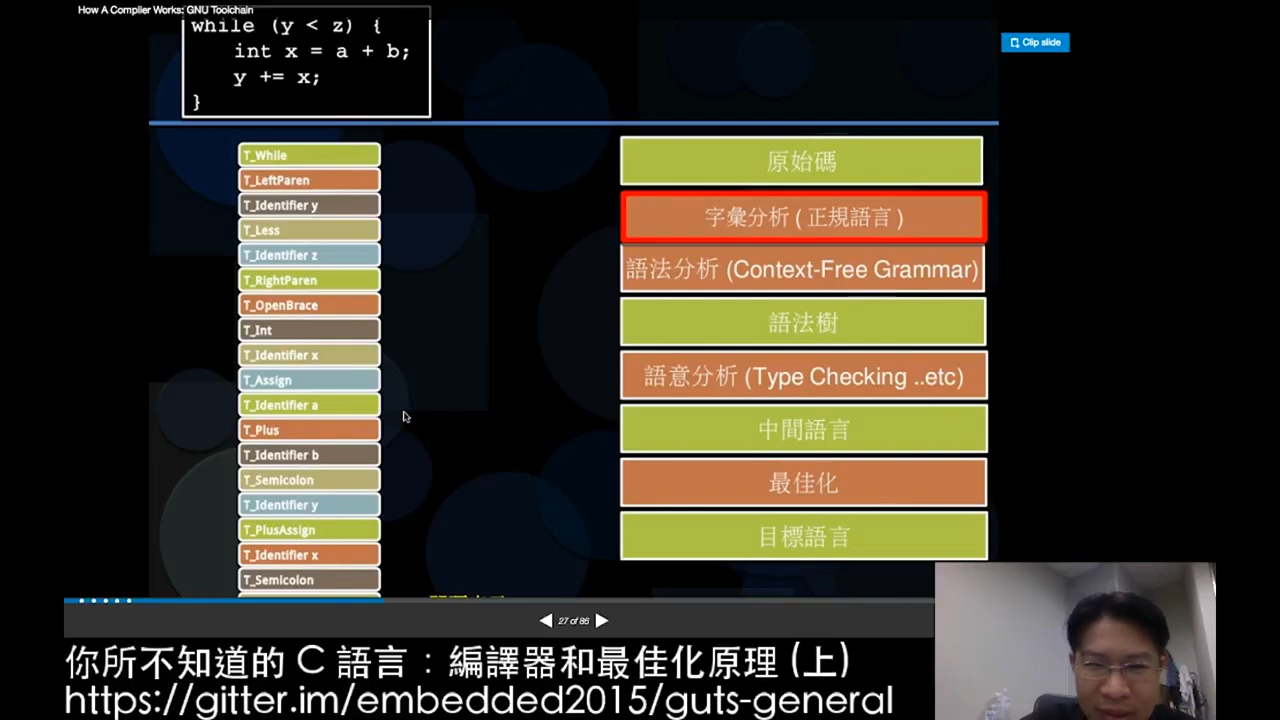 How A Compiler Works: GNU Toolchain
while (y < z) {
int x = a + b;
y += x;
}
Clip slide
T_While
T_LeftParen
T_Identifier y
T_Less
T_Identifier z
T_RightParen
T_OpenBrace
T_Int
T_Identifier x
T_Assign
T_Identifier a
T_Plus
T_Identifier b
T_Semicolon
T_Identifier y
T_PlusAssign
T_Identifier x
T_Semicolon
原始碼
字彙分析 ( 正規語言 )
語法分析 (Context-Free Grammar)
語法樹
語意分析 (Type Checking ..etc)
中間語言
最佳化
目標語言
27 of 86
你所不知道的 C 語言：編譯器和最佳化原理 (上)
https://gitter.im/embedded2015/guts-general